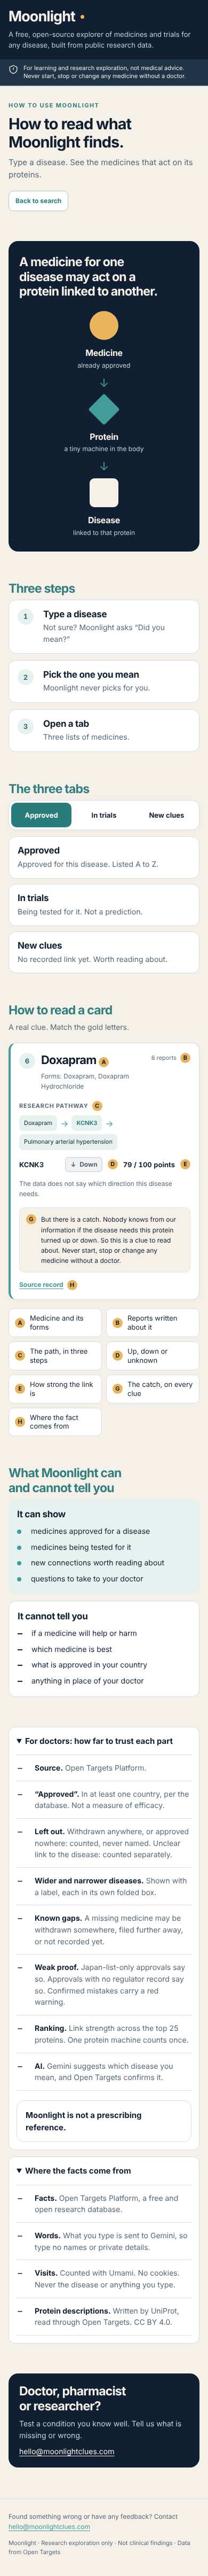 Moonlight
A free, open-source explorer of medicines and trials for
any disease, built from public research data.
For learning and research exploration, not medical advice.
Never start, stop or change any medicine without a doctor.
HOW TO USE MOONLIGHT
How to read what
Moonlight finds.
Type a disease. See the medicines that act on its
proteins.
Back to search
A medicine for one
disease may act on a
protein linked to another.
Medicine
already approved
↓
Protein
a tiny machine in the body
↓
Disease
linked to that protein
Three steps
1 Type a disease
Not sure? Moonlight asks “Did you
mean?”
2 Pick the one you mean
Moonlight never picks for you.
3 Open a tab
Three lists of medicines.
The three tabs
Approved In trials New clues
Approved
Approved for this disease. Listed A to Z.
In trials
Being tested for it. Not a prediction.
New clues
No recorded link yet. Worth reading about.
How to read a card
A real clue. Match the gold letters.
6 Doxapram A 6 reports B
Forms: Doxapram, Doxapram
Hydrochloride
RESEARCH PATHWAY C
Doxapram → KCNK3 →
Pulmonary arterial hypertension
KCNK3 ↓ Down D 79 / 100 points E
The data does not say which direction this disease
needs.
G But there is a catch. Nobody knows from our
information if the disease needs this protein
turned up or down. So this is a clue to read
about. Never start, stop or change any
medicine without a doctor.
Source record H
A Medicine and its
forms
B Reports written
about it
C The path, in three
steps
D Up, down or
unknown
E How strong the link
is
G The catch, on every
clue
H Where the fact
comes from
What Moonlight can
and cannot tell you
It can show
medicines approved for a disease
medicines being tested for it
new connections worth reading about
questions to take to your doctor
It cannot tell you
– if a medicine will help or harm
– which medicine is best
– what is approved in your country
– anything in place of your doctor
▼ For doctors: how far to trust each part
– Source. Open Targets Platform.
– “Approved”. In at least one country, per the
database. Not a measure of efficacy.
– Left out. Withdrawn anywhere, or approved
nowhere: counted, never named. Unclear
link to the disease: counted separately.
– Wider and narrower diseases. Shown with
a label, each in its own folded box.
– Known gaps. A missing medicine may be
withdrawn somewhere, filed further away,
or not recorded yet.
– Weak proof. Japan-list-only approvals say
so. Approvals with no regulator record say
so. Confirmed mistakes carry a red
warning.
– Ranking. Link strength across the top 25
proteins. One protein machine counts once.
– AI. Gemini suggests which disease you
mean, and Open Targets confirms it.
Moonlight is not a prescribing
reference.
▼ Where the facts come from
– Facts. Open Targets Platform, a free and
open research database.
– Words. What you type is sent to Gemini, so
type no names or private details.
– Visits. Counted with Umami. No cookies.
Never the disease or anything you type.
– Protein descriptions. Written by UniProt,
read through Open Targets. CC BY 4.0.
Doctor, pharmacist
or researcher?
Test a condition you know well. Tell us what is
missing or wrong.
hello@moonlightclues.com
Found something wrong or have any feedback? Contact
hello@moonlightclues.com
Moonlight · Research exploration only · Not clinical findings · Data
from Open Targets